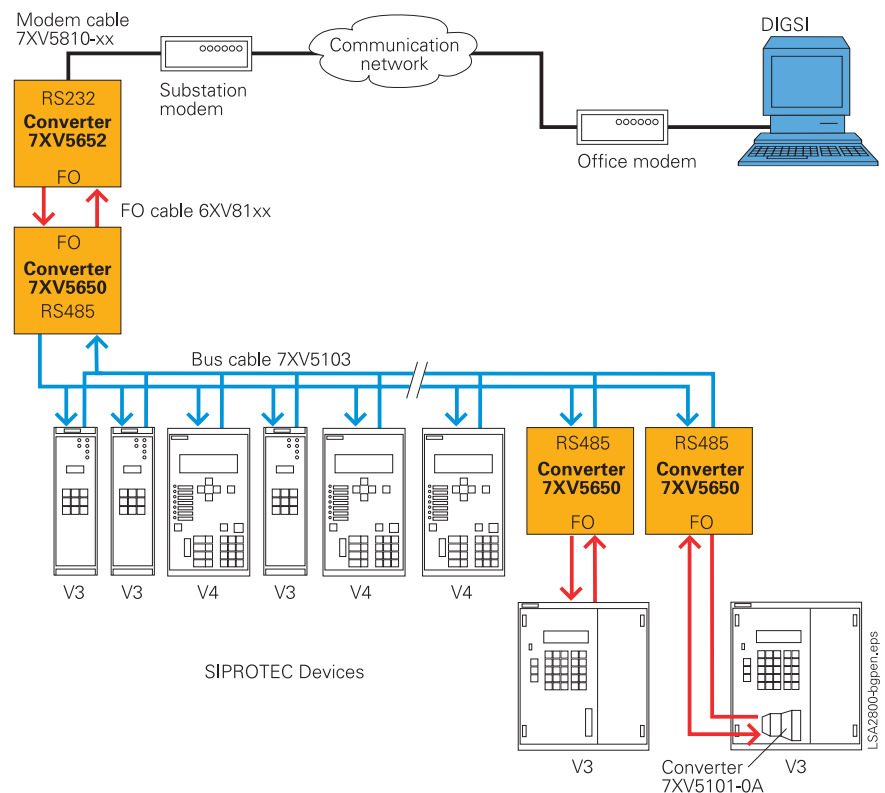 Modem cable
7XV5810-xx
Substation
modem
Communication
network
Office modem
DIGSI
RS232
Converter
7XV5652
FO
FO cable 6XV81xx
FO
Converter
7XV5650
RS485
Bus cable 7XV5103
V3
V3
V4
V3
V4
V4
RS485
Converter
7XV5650
FO
RS485
Converter
7XV5650
FO
SIPROTEC Devices
V3
Converter
7XV5101-0A
V3
LSA2800-bgpen.eps